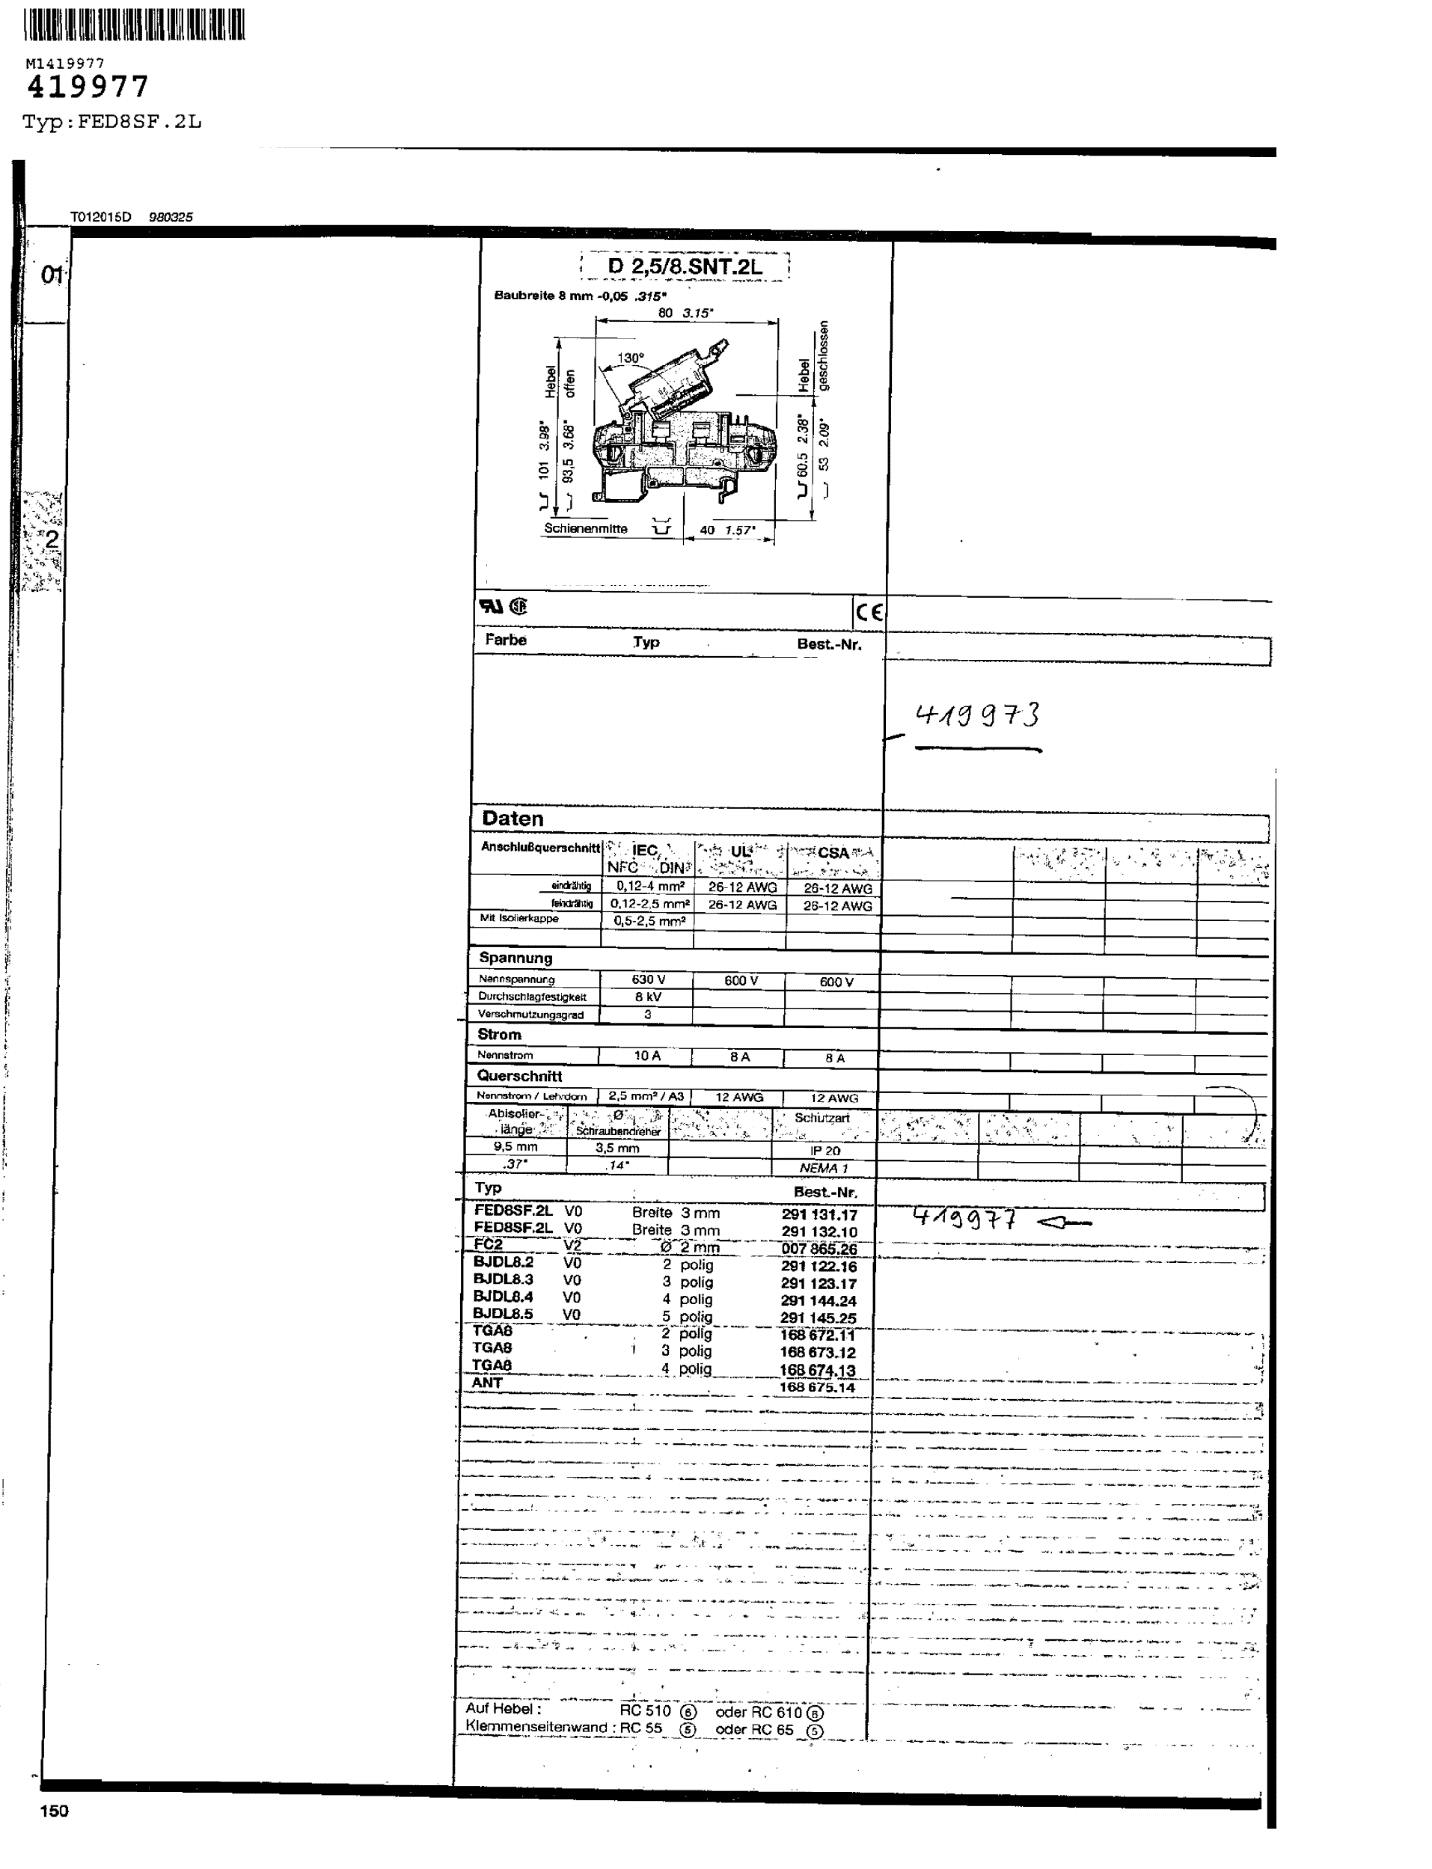 M1419977
419977
Typ:FED8SF.2L
T012015D 980325
01
2
D 2,5/8.SNT.2L
Baubreite 8 mm -0,05 .315"
80 3.15"
130°
Hebel offen
Hebel geschlossen
101 3.98"
93,5 3.68"
60.5 2.38"
53 2.09"
Schienenmitte
40 1.57"
CE
Farbe Typ Best.-Nr.
419973
Daten
Anschlußquerschnitt IEC UL CSA
NFC DIN
eindrähtig 0,12-4 mm² 26-12 AWG 26-12 AWG
feindrähtig 0,12-2,5 mm² 26-12 AWG 26-12 AWG
Mit Isolierkappe 0,5-2,5 mm²
Spannung
Nennspannung 630 V 600 V 600 V
Durchschlagfestigkeit 8 kV
Verschmutzungsgrad 3
Strom
Nennstrom 10 A 8 A 8 A
Querschnitt
Nennstrom / Lehrdorn 2,5 mm² / A3 12 AWG 12 AWG
Abisolier- Ø Schutzart
länge Schraubendreher
9,5 mm 3,5 mm IP 20
.37" .14" NEMA 1
Typ Best.-Nr.
FED8SF.2L V0 Breite 3 mm 291 131.17 419977
FED8SF.2L V0 Breite 3 mm 291 132.10
FC2 V2 Ø 2 mm 007 865.26
BJDL8.2 V0 2 polig 291 122.16
BJDL8.3 V0 3 polig 291 123.17
BJDL8.4 V0 4 polig 291 144.24
BJDL8.5 V0 5 polig 291 145.25
TGA8 2 polig 168 672.11
TGA8 3 polig 168 673.12
TGA8 4 polig 168 674.13
ANT 168 675.14
Auf Hebel : RC 510 (6) oder RC 610 (6)
Klemmenseitenwand : RC 55 (5) oder RC 65 (5)
150